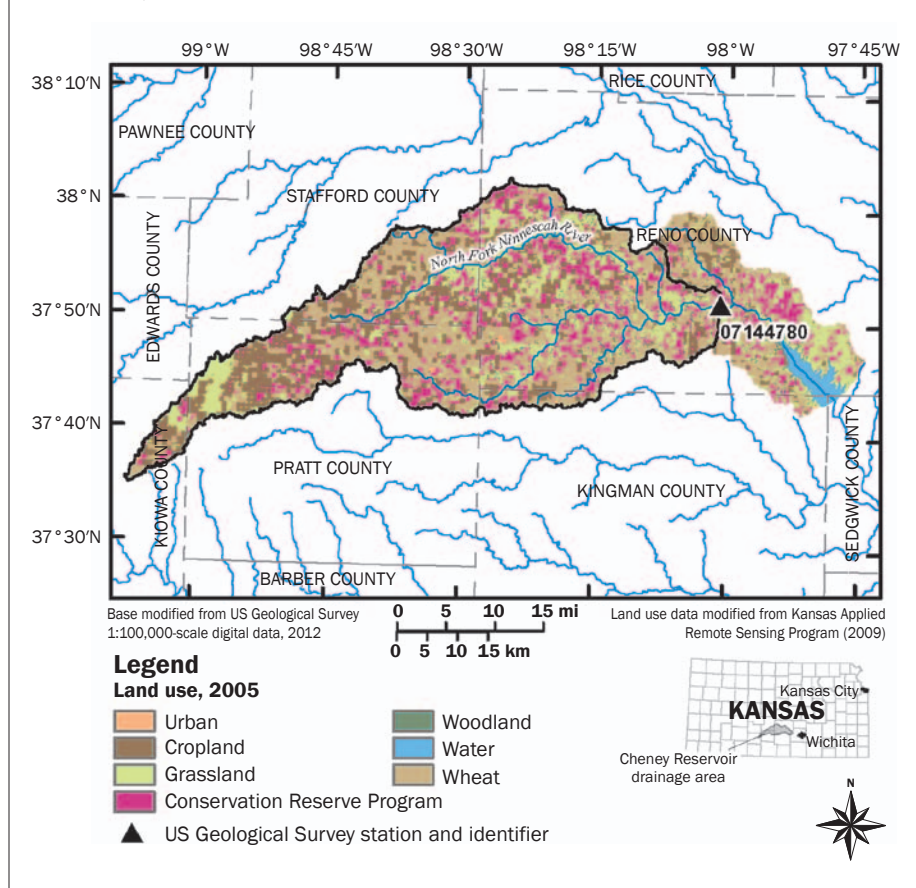 99°W 98°45′W 98°30′W 98°15′W 98°W 97°45′W
38°10′N
38°N
37°50′N
37°40′N
37°30′N
RICE COUNTY
PAWNEE COUNTY
STAFFORD COUNTY
EDWARDS COUNTY
RENO COUNTY
North Fork Ninnescah River
07144780
KIOWA COUNTY
PRATT COUNTY
KINGMAN COUNTY
SEDGWICK COUNTY
BARBER COUNTY
Base modified from US Geological Survey
1:100,000-scale digital data, 2012
0 5 10 15 mi
0 5 10 15 km
Land use data modified from Kansas Applied
Remote Sensing Program (2009)
Legend
Land use, 2005
Urban
Cropland
Grassland
Conservation Reserve Program
Woodland
Water
Wheat
US Geological Survey station and identifier
Kansas City
KANSAS
Wichita
Cheney Reservoir
drainage area
N